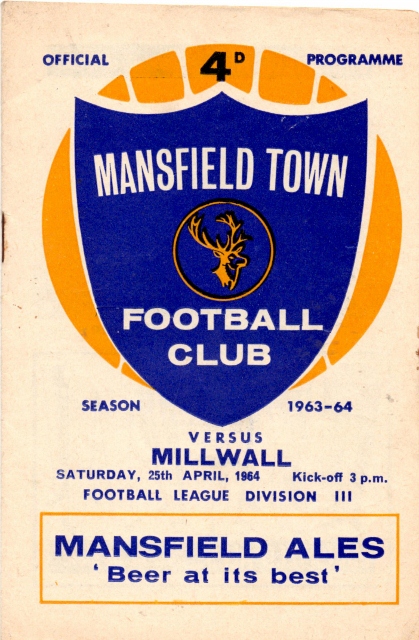 OFFICIAL 4D PROGRAMME
MANSFIELD TOWN
FOOTBALL
CLUB
SEASON 1963-64
VERSUS
MILLWALL
SATURDAY, 25th APRIL, 1964 Kick-off 3 p.m.
FOOTBALL LEAGUE DIVISION III
MANSFIELD ALES
'Beer at its best'